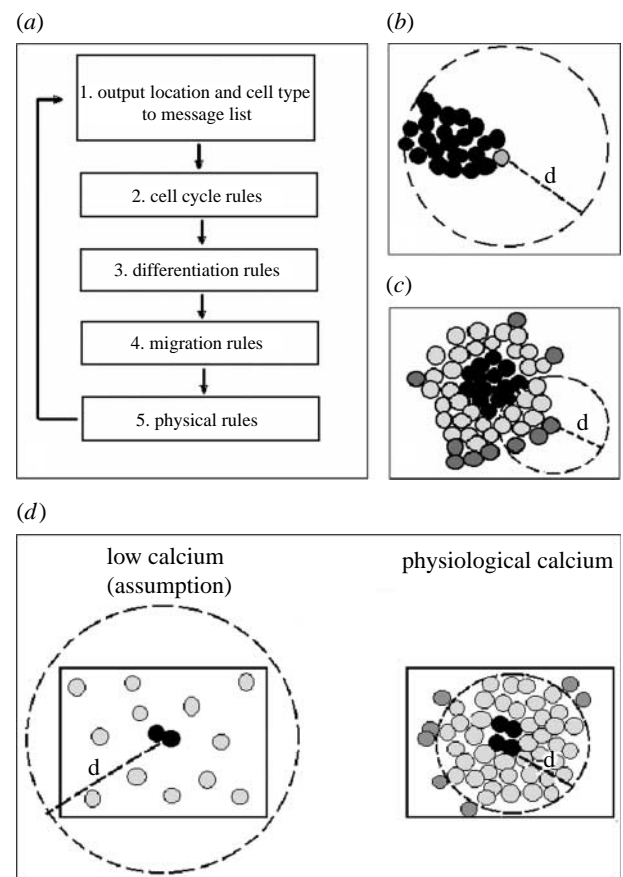 (a)
1. output location and cell type
to message list
2. cell cycle rules
3. differentiation rules
4. migration rules
5. physical rules
(b)
d
(c)
d
(d)
low calcium
(assumption)
d
physiological calcium
d